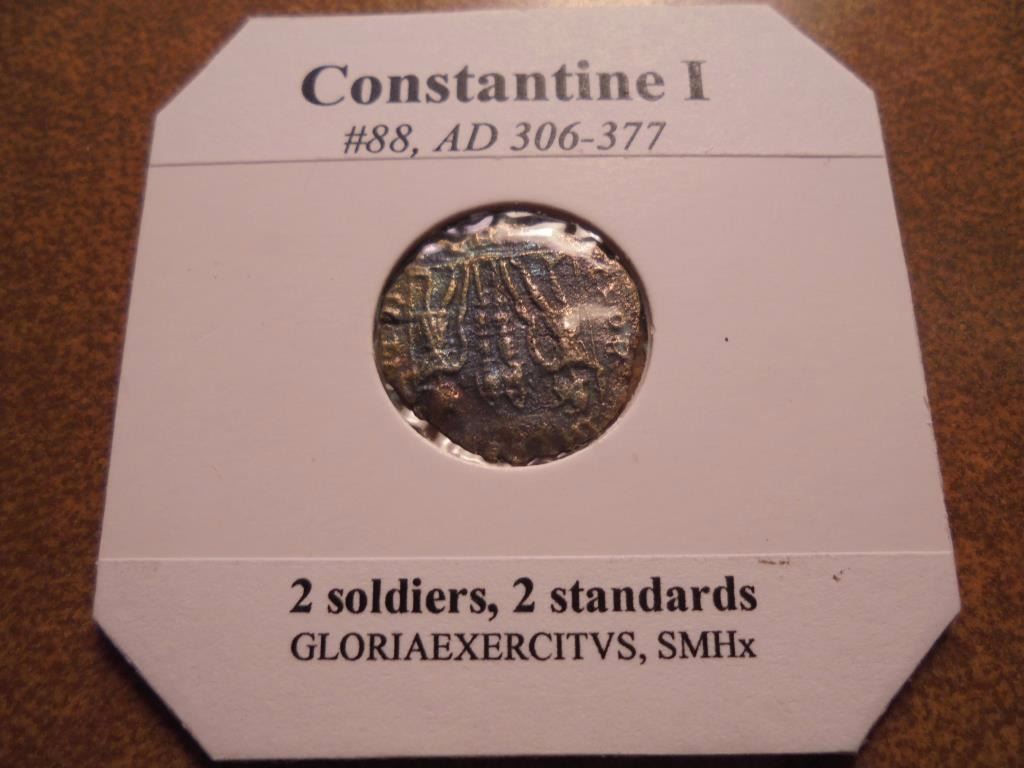 Constantine I
#88, AD 306-377
2 soldiers, 2 standards
GLORIAEXERCITVS, SMHx